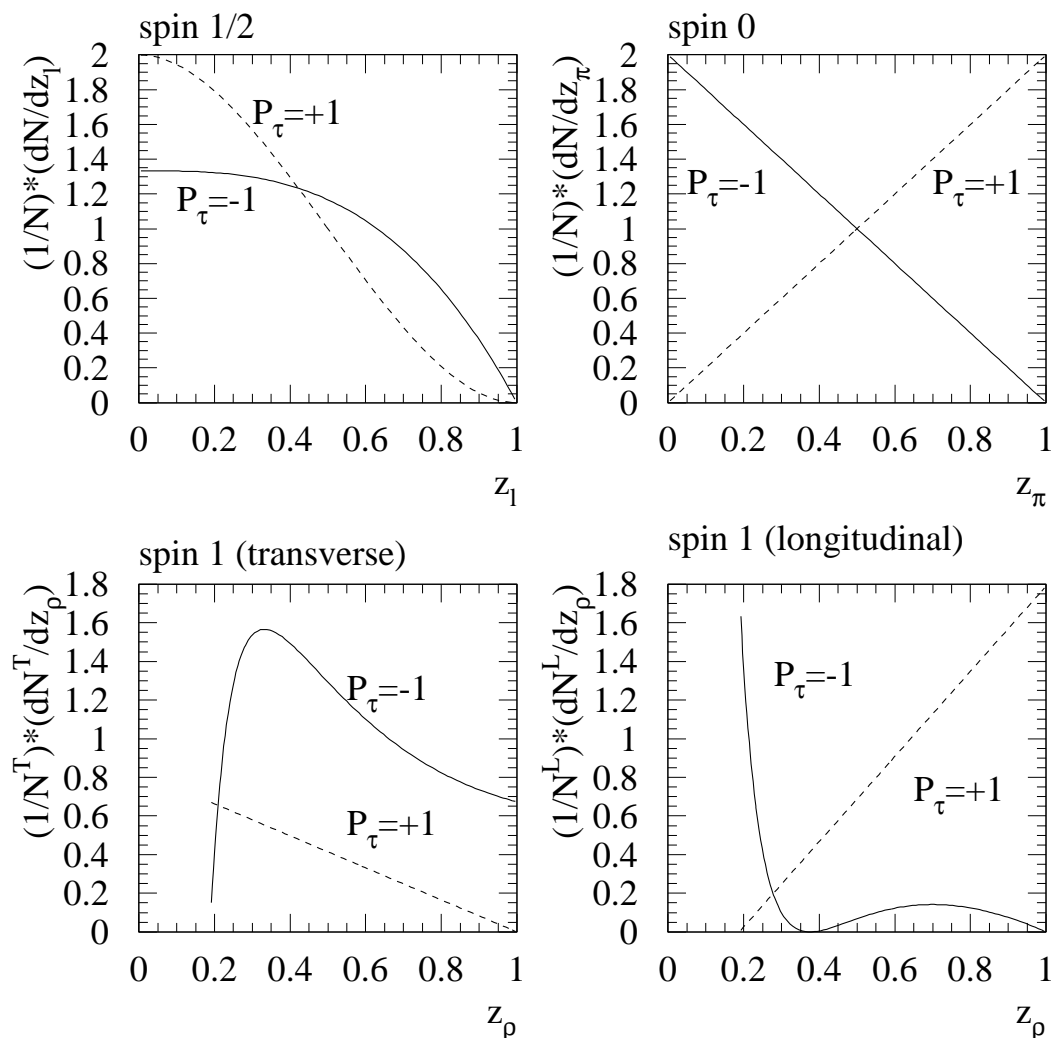 spin 1/2
(1/N)*(dN/dz_l)
2
1.8
1.6
1.4
1.2
1
0.8
0.6
0.4
0.2
0
P_τ=+1
P_τ=-1
0 0.2 0.4 0.6 0.8 1
z_l
spin 0
(1/N)*(dN/dz_π)
2
1.8
1.6
1.4
1.2
1
0.8
0.6
0.4
0.2
0
P_τ=-1 P_τ=+1
0 0.2 0.4 0.6 0.8 1
z_π
spin 1 (transverse)
(1/N^T)*(dN^T/dz_ρ)
1.8
1.6
1.4
1.2
1
0.8
0.6
0.4
0.2
0
P_τ=-1
P_τ=+1
0 0.2 0.4 0.6 0.8 1
z_ρ
spin 1 (longitudinal)
(1/N^L)*(dN^L/dz_ρ)
1.8
1.6
1.4
1.2
1
0.8
0.6
0.4
0.2
0
P_τ=-1
P_τ=+1
0 0.2 0.4 0.6 0.8 1
z_ρ